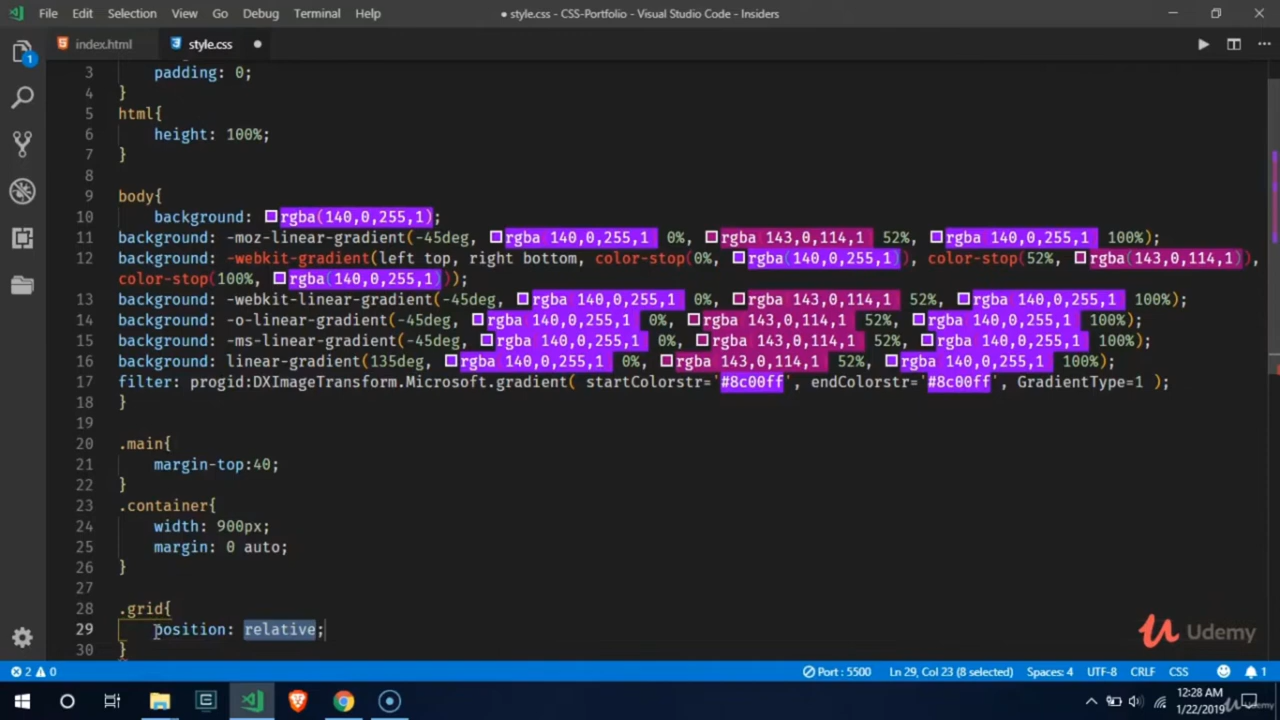 File Edit Selection View Go Debug Terminal Help
● style.css - CSS-Portfolio - Visual Studio Code - Insiders
index.html style.css
1
3 padding: 0;
4 }
5 html{
6 height: 100%;
7 }
8
9 body{
10 background: rgba(140,0,255,1);
11 background: -moz-linear-gradient(-45deg, rgba 140,0,255,1 0%, rgba 143,0,114,1 52%, rgba 140,0,255,1 100%);
12 background: -webkit-gradient(left top, right bottom, color-stop(0%, rgba(140,0,255,1)), color-stop(52%, rgba(143,0,114,1)),
color-stop(100%, rgba(140,0,255,1)));
13 background: -webkit-linear-gradient(-45deg, rgba 140,0,255,1 0%, rgba 143,0,114,1 52%, rgba 140,0,255,1 100%);
14 background: -o-linear-gradient(-45deg, rgba 140,0,255,1 0%, rgba 143,0,114,1 52%, rgba 140,0,255,1 100%);
15 background: -ms-linear-gradient(-45deg, rgba 140,0,255,1 0%, rgba 143,0,114,1 52%, rgba 140,0,255,1 100%);
16 background: linear-gradient(135deg, rgba 140,0,255,1 0%, rgba 143,0,114,1 52%, rgba 140,0,255,1 100%);
17 filter: progid:DXImageTransform.Microsoft.gradient( startColorstr='#8c00ff', endColorstr='#8c00ff', GradientType=1 );
18 }
19
20 .main{
21 margin-top:40;
22 }
23 .container{
24 width: 900px;
25 margin: 0 auto;
26 }
27
28 .grid{
29 position: relative;
30 }
Udemy
2 0 Port : 5500 Ln 29, Col 23 (8 selected) Spaces: 4 UTF-8 CRLF CSS 1
12:28 AM
1/22/2019
Udemy